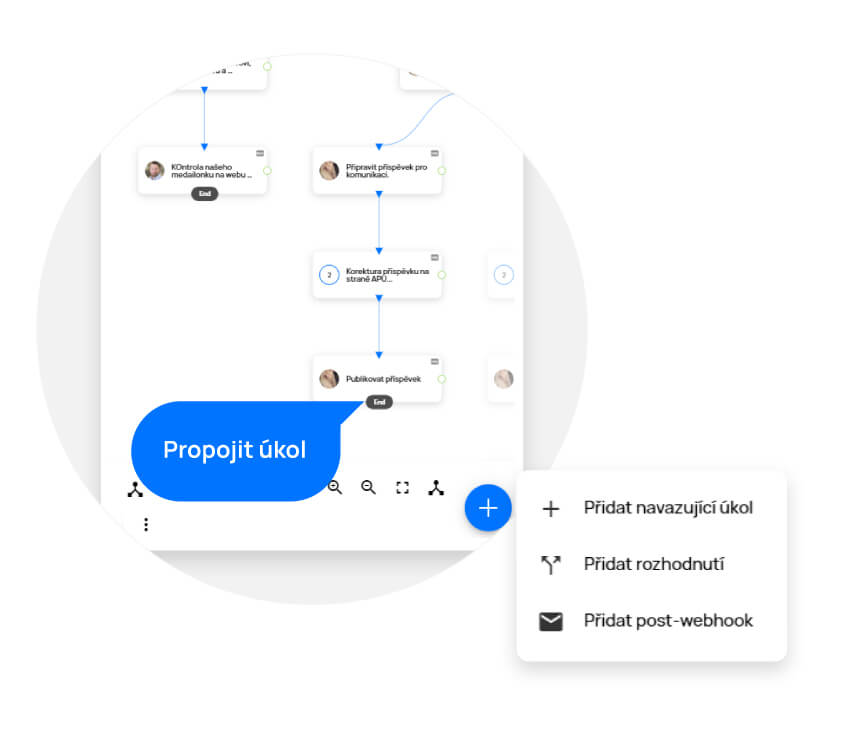 KOntrola našeho
medailonku na webu ...
End
Připravit příspěvek pro
komunikaci.
2
Korektura příspěvku na
straně APÚ...
2
Publikovat příspěvek
End
Propojit úkol
Přidat navazující úkol
Přidat rozhodnutí
Přidat post-webhook